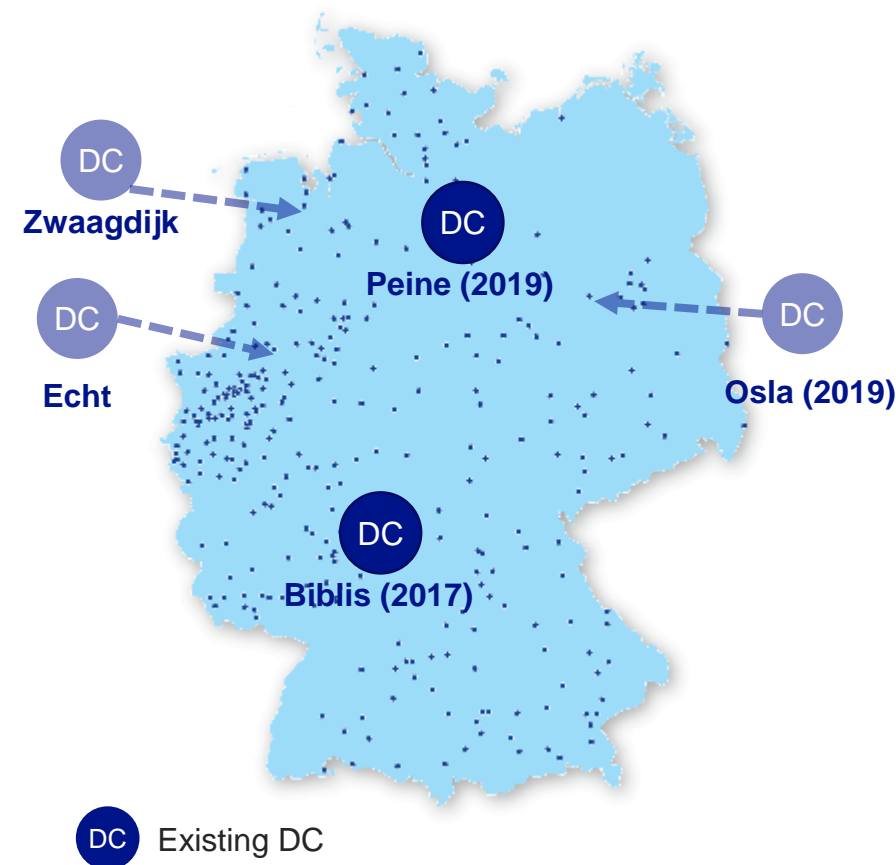 DC
Zwaagdijk
DC
Peine (2019)
DC
Echt
DC
Osla (2019)
DC
Biblis (2017)
DC Existing DC